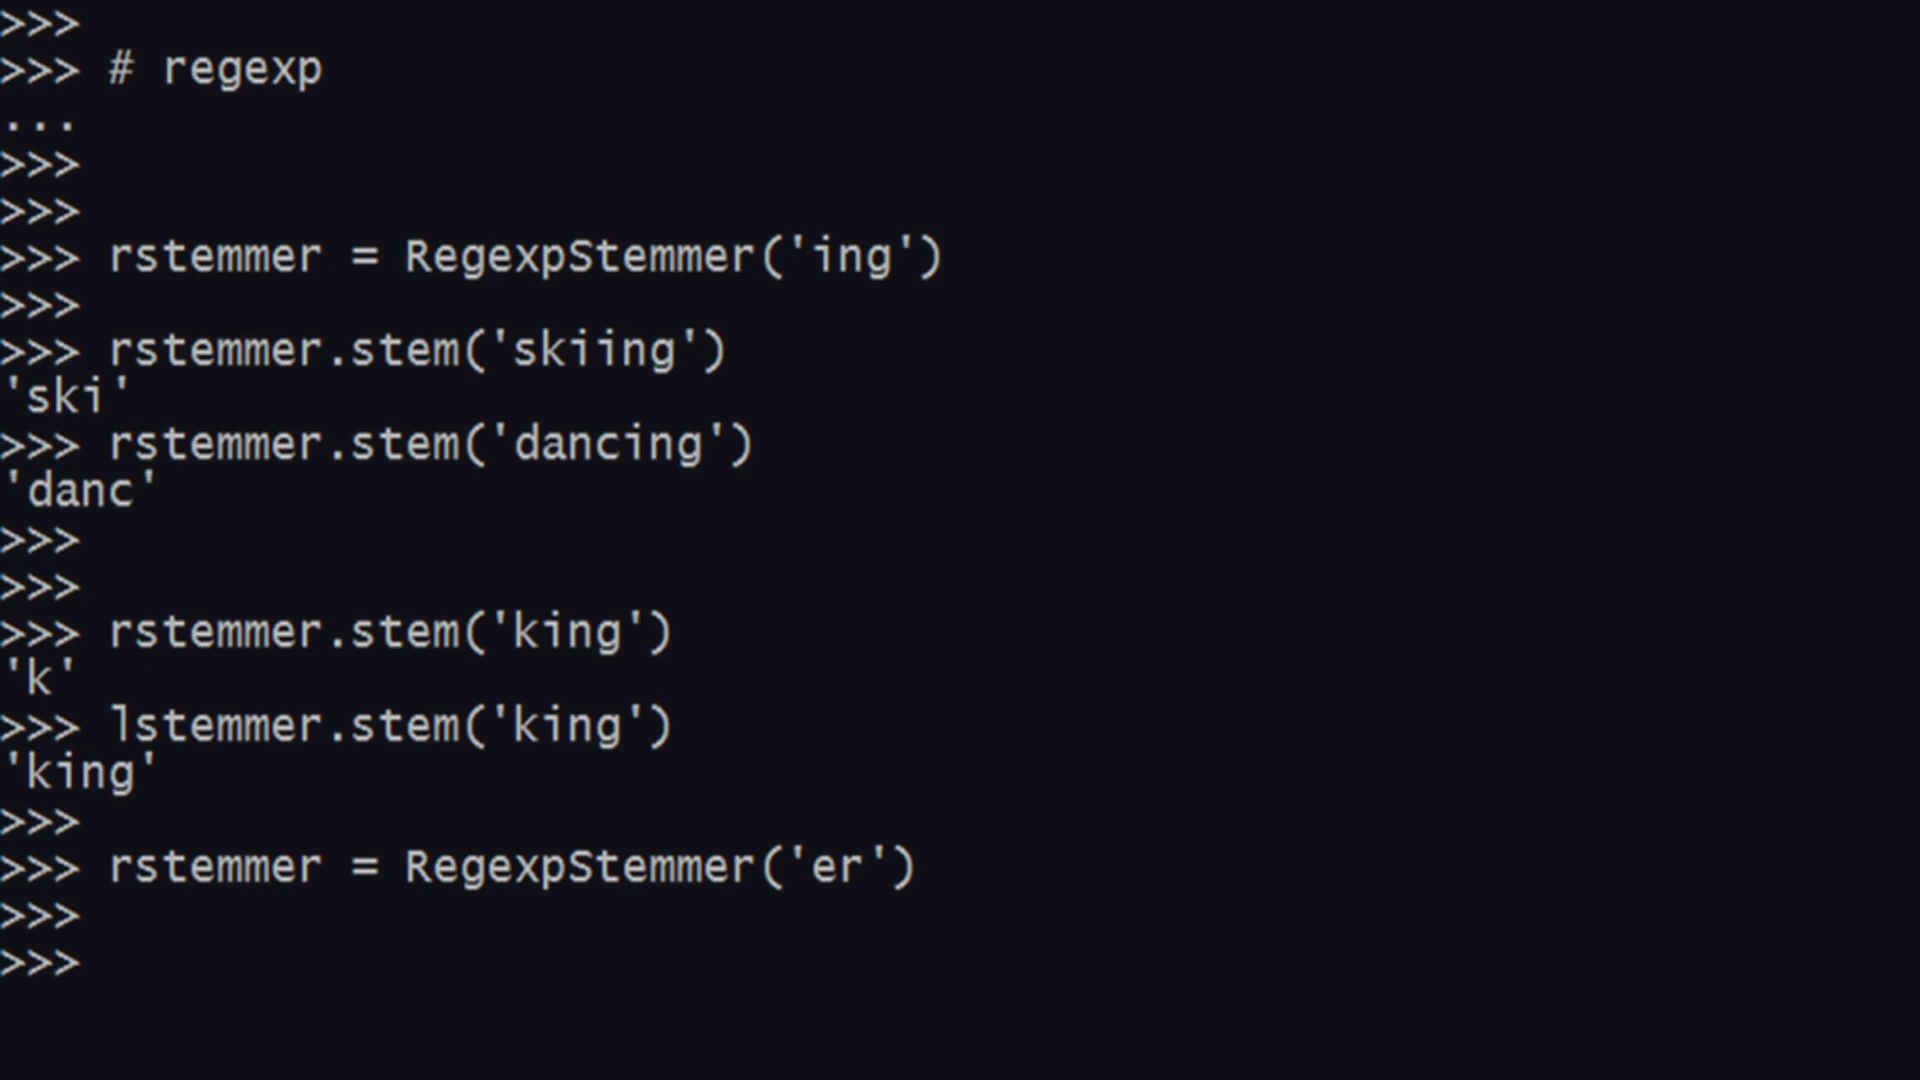 >>>
>>> # regexp
...
>>>
>>>
>>> rstemmer = RegexpStemmer('ing')
>>>
>>> rstemmer.stem('skiing')
'ski'
>>> rstemmer.stem('dancing')
'danc'
>>>
>>>
>>> rstemmer.stem('king')
'k'
>>> lstemmer.stem('king')
'king'
>>>
>>> rstemmer = RegexpStemmer('er')
>>>
>>>